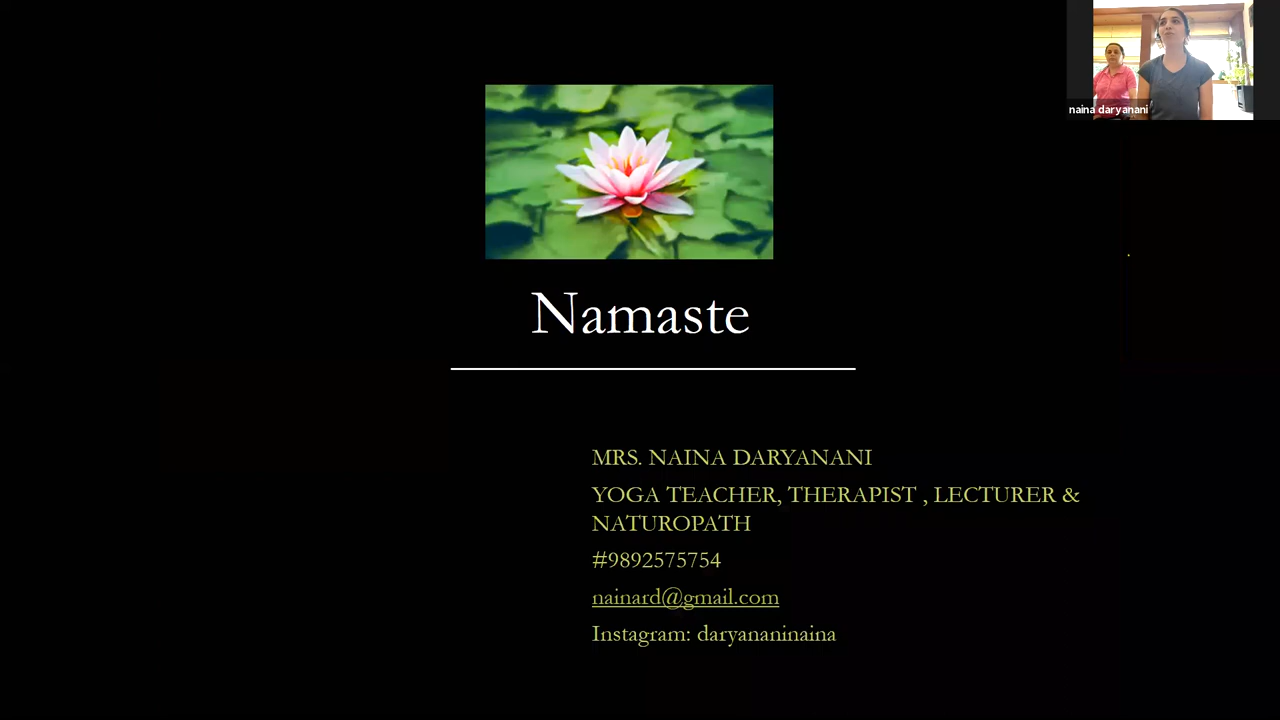 naina daryanani
Namaste
MRS. NAINA DARYANANI
YOGA TEACHER, THERAPIST , LECTURER &
NATUROPATH
#9892575754
nainard@gmail.com
Instagram: daryananinaina